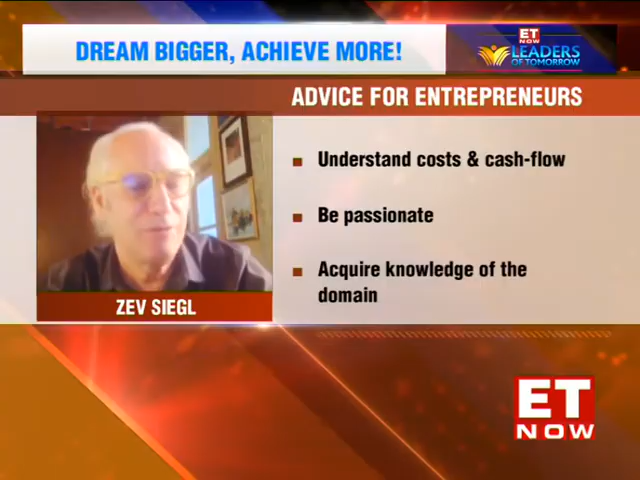 DREAM BIGGER, ACHIEVE MORE!
ET
NOW
LEADERS
OF TOMORROW
ADVICE FOR ENTREPRENEURS
Understand costs & cash-flow
Be passionate
Acquire knowledge of the
domain
ZEV SIEGL
ET
NOW